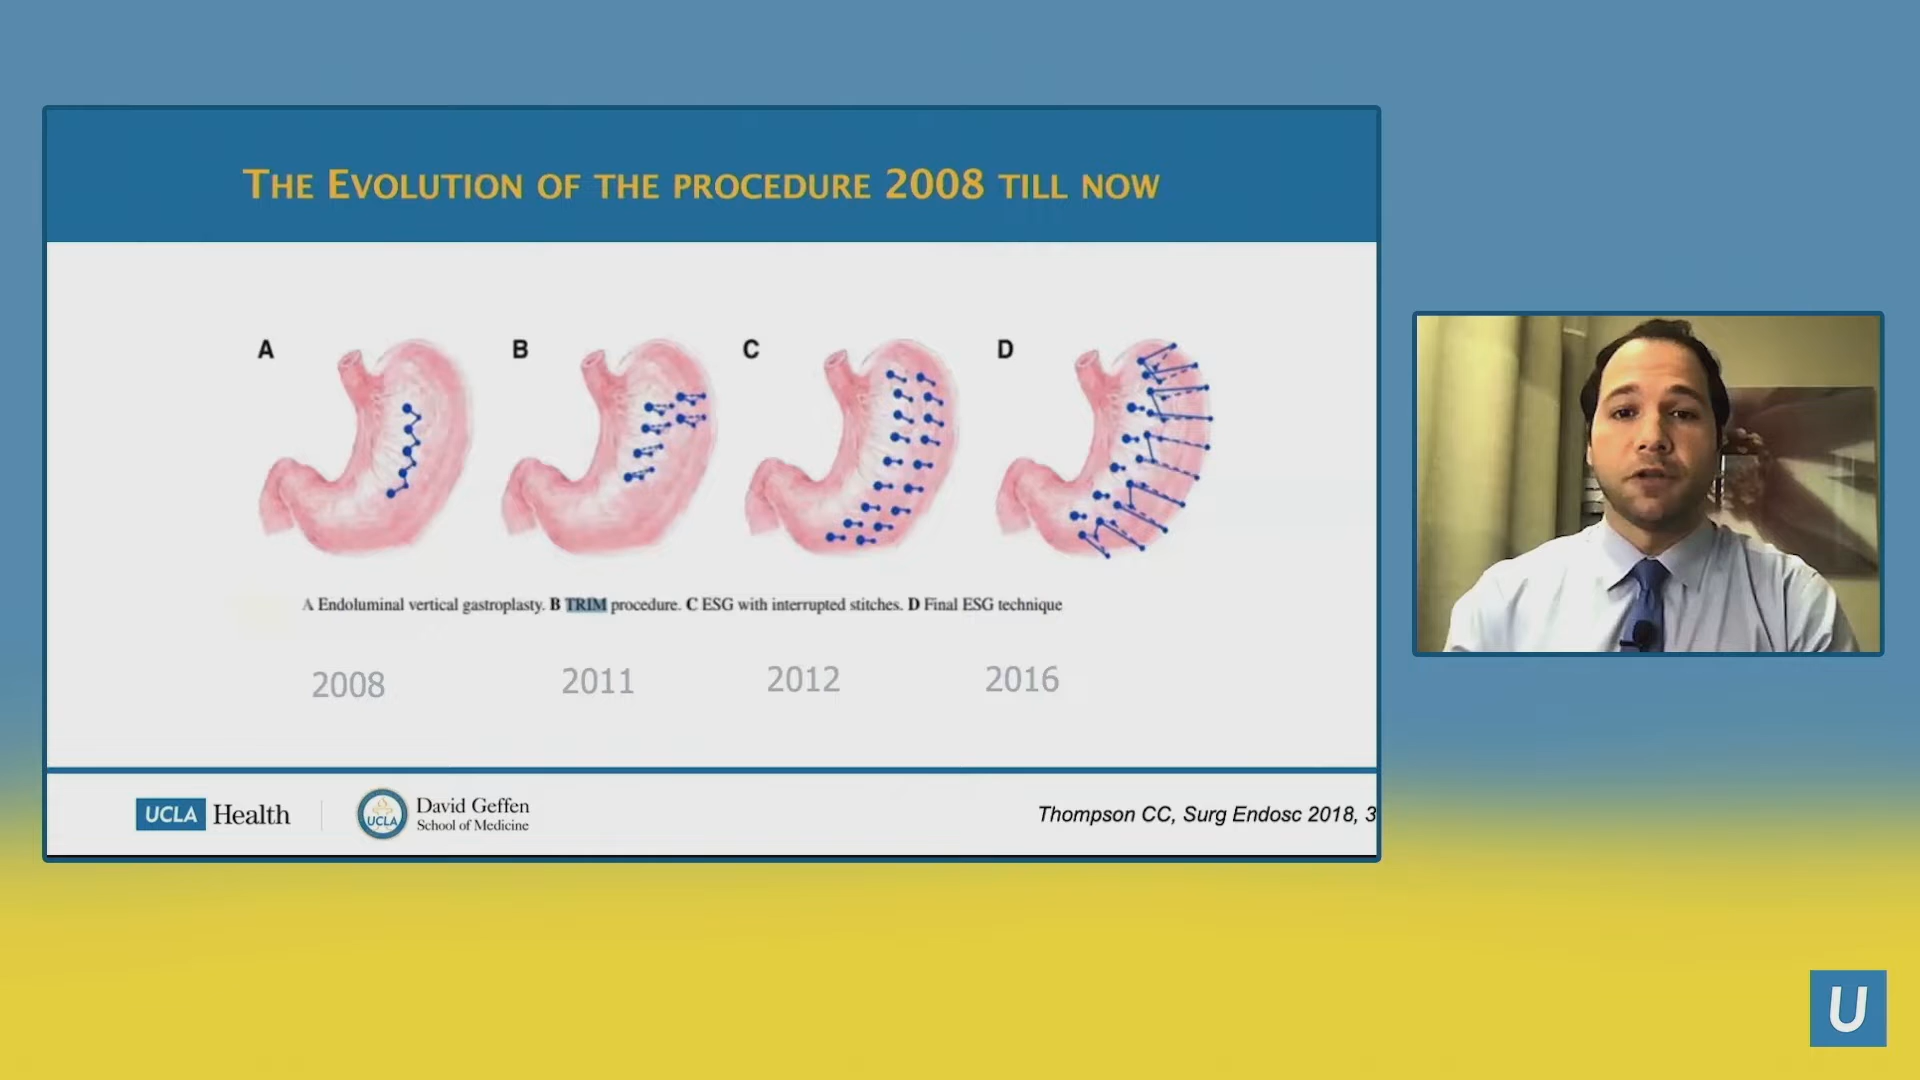 THE EVOLUTION OF THE PROCEDURE 2008 TILL NOW
A B C D
A Endoluminal vertical gastroplasty. B TRIM procedure. C ESG with interrupted stitches. D Final ESG technique
2008 2011 2012 2016
UCLA Health
UCLA
David Geffen
School of Medicine
Thompson CC, Surg Endosc 2018, 3
U